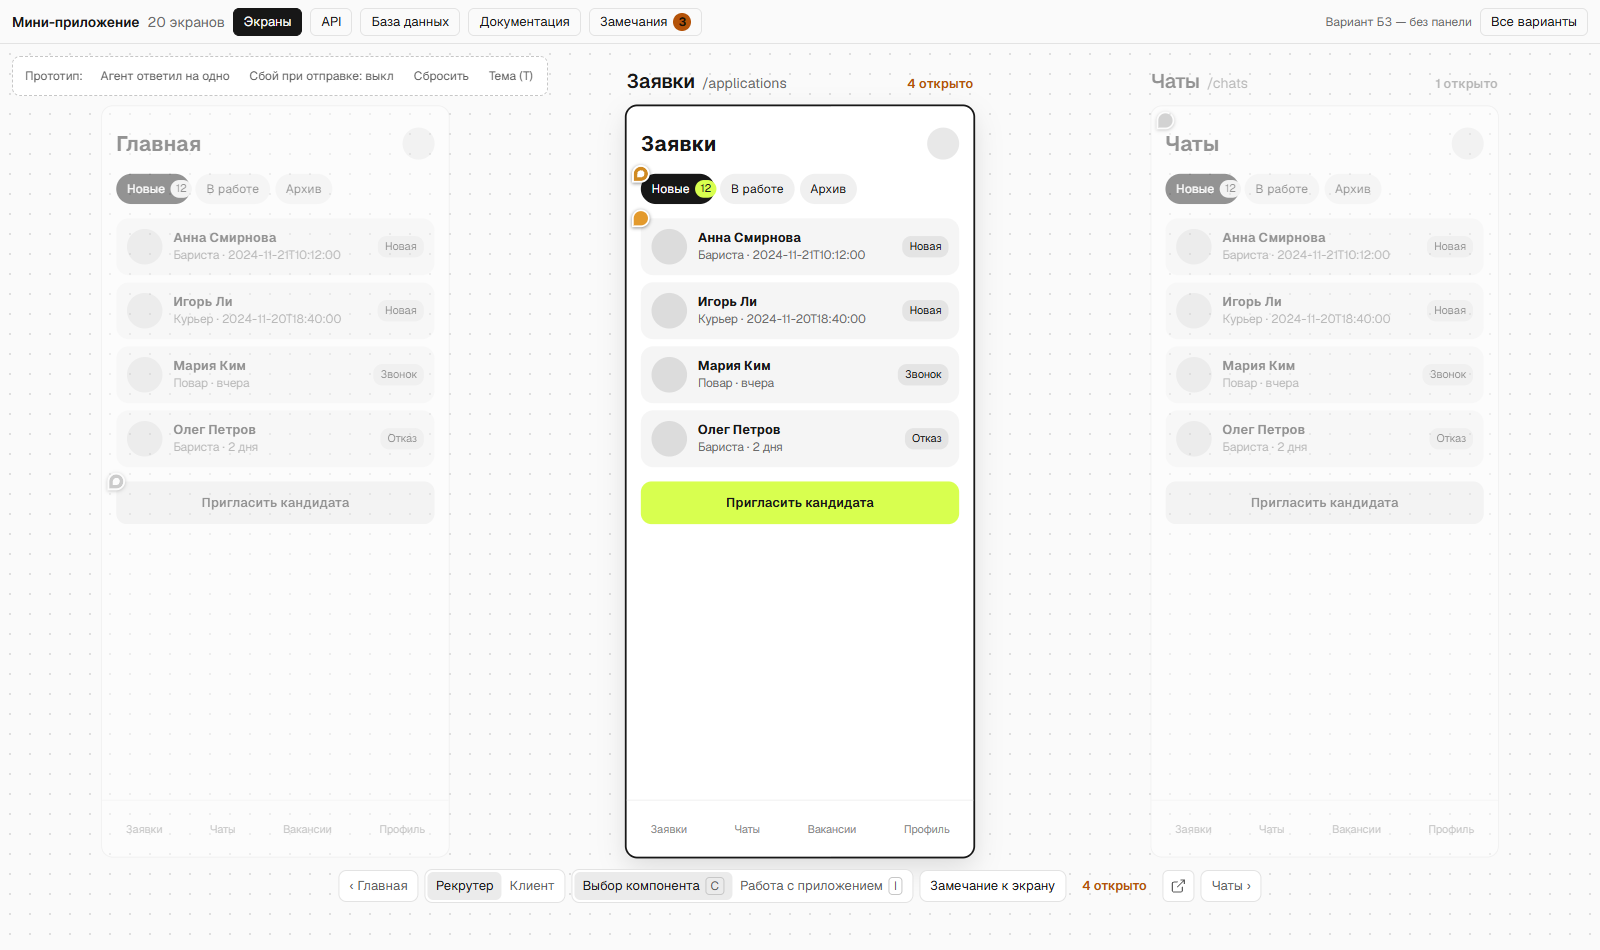 Мини-приложение 20 экранов Экраны API База данных Документация Замечания 3 Вариант Б3 — без панели Все варианты
Прототип: Агент ответил на одно Сбой при отправке: выкл Сбросить Тема (T)
Заявки /applications 4 открыто
Чаты /chats 1 открыто
Главная
Новые 12 В работе Архив
Анна Смирнова
Бариста · 2024-11-21T10:12:00
Новая
Игорь Ли
Курьер · 2024-11-20T18:40:00
Новая
Мария Ким
Повар · вчера
Звонок
Олег Петров
Бариста · 2 дня
Отказ
Пригласить кандидата
Заявки Чаты Вакансии Профиль
Заявки
Новые 12 В работе Архив
Анна Смирнова
Бариста · 2024-11-21T10:12:00
Новая
Игорь Ли
Курьер · 2024-11-20T18:40:00
Новая
Мария Ким
Повар · вчера
Звонок
Олег Петров
Бариста · 2 дня
Отказ
Пригласить кандидата
Заявки Чаты Вакансии Профиль
Чаты
Новые 12 В работе Архив
Анна Смирнова
Бариста · 2024-11-21T10:12:00
Новая
Игорь Ли
Курьер · 2024-11-20T18:40:00
Новая
Мария Ким
Повар · вчера
Звонок
Олег Петров
Бариста · 2 дня
Отказ
Пригласить кандидата
Заявки Чаты Вакансии Профиль
‹ Главная Рекрутер Клиент Выбор компонента C Работа с приложением I Замечание к экрану 4 открыто Чаты ›